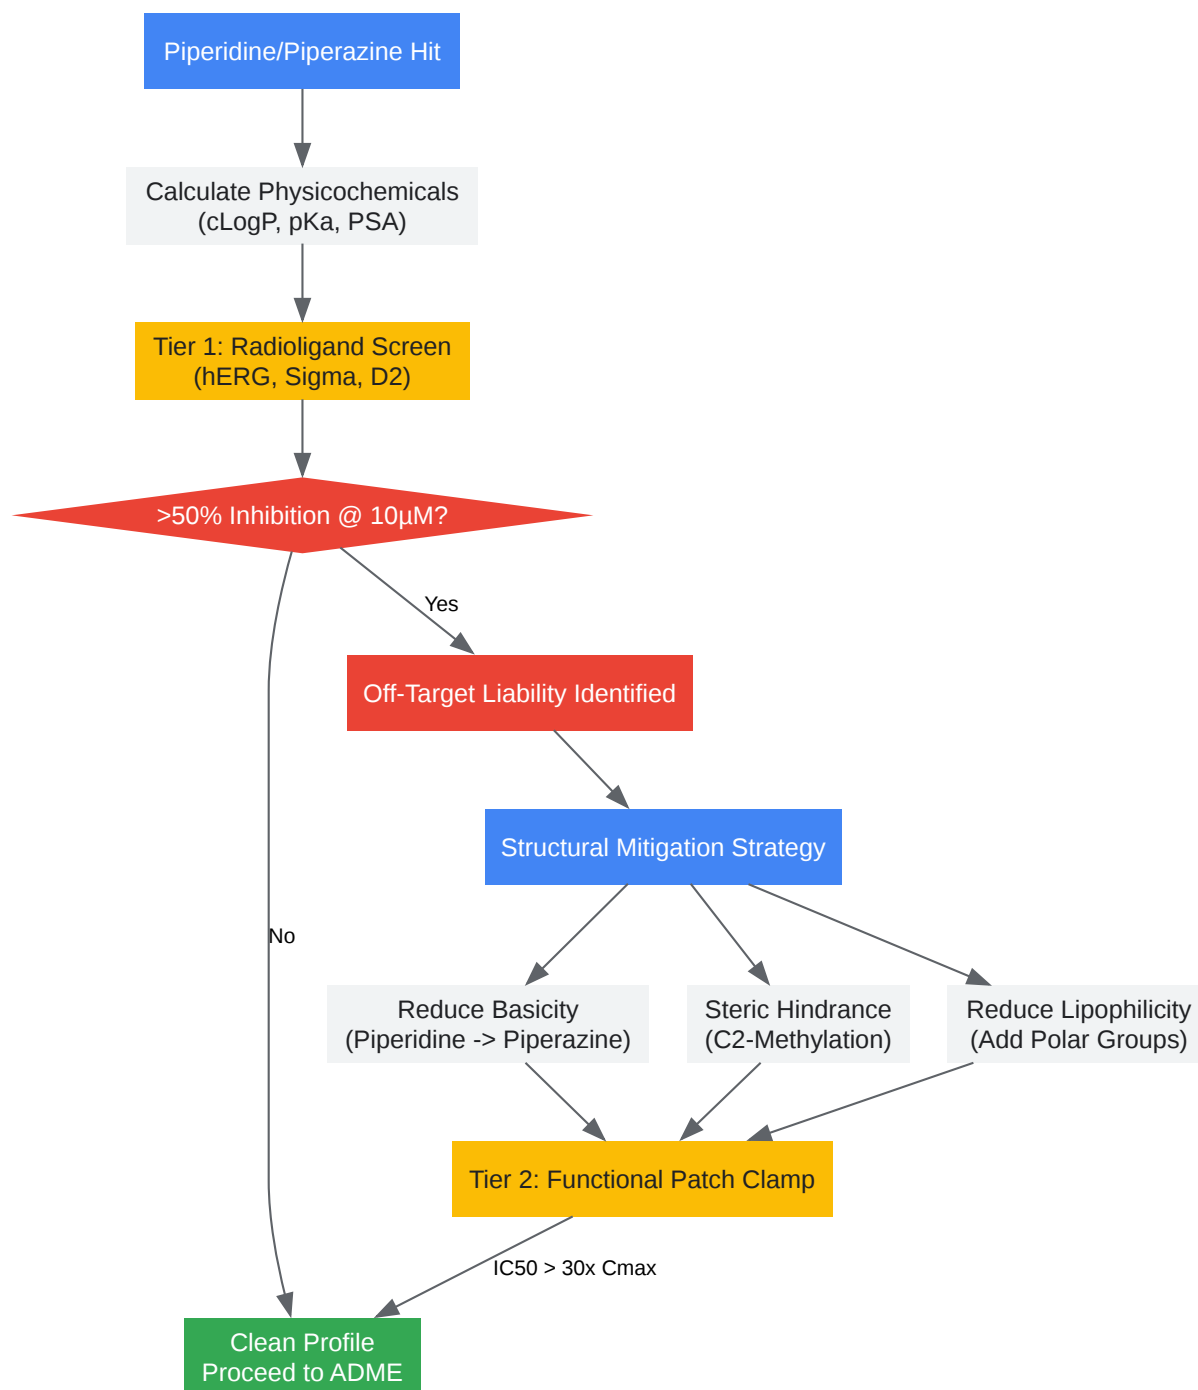 Piperidine/Piperazine Hit
Calculate Physicochemicals
(cLogP, pKa, PSA)
Tier 1: Radioligand Screen
(hERG, Sigma, D2)
>50% Inhibition @ 10µM?
Yes
Off-Target Liability Identified
Structural Mitigation Strategy
No
Reduce Basicity
(Piperidine -> Piperazine)
Steric Hindrance
(C2-Methylation)
Reduce Lipophilicity
(Add Polar Groups)
Tier 2: Functional Patch Clamp
IC50 > 30x Cmax
Clean Profile
Proceed to ADME